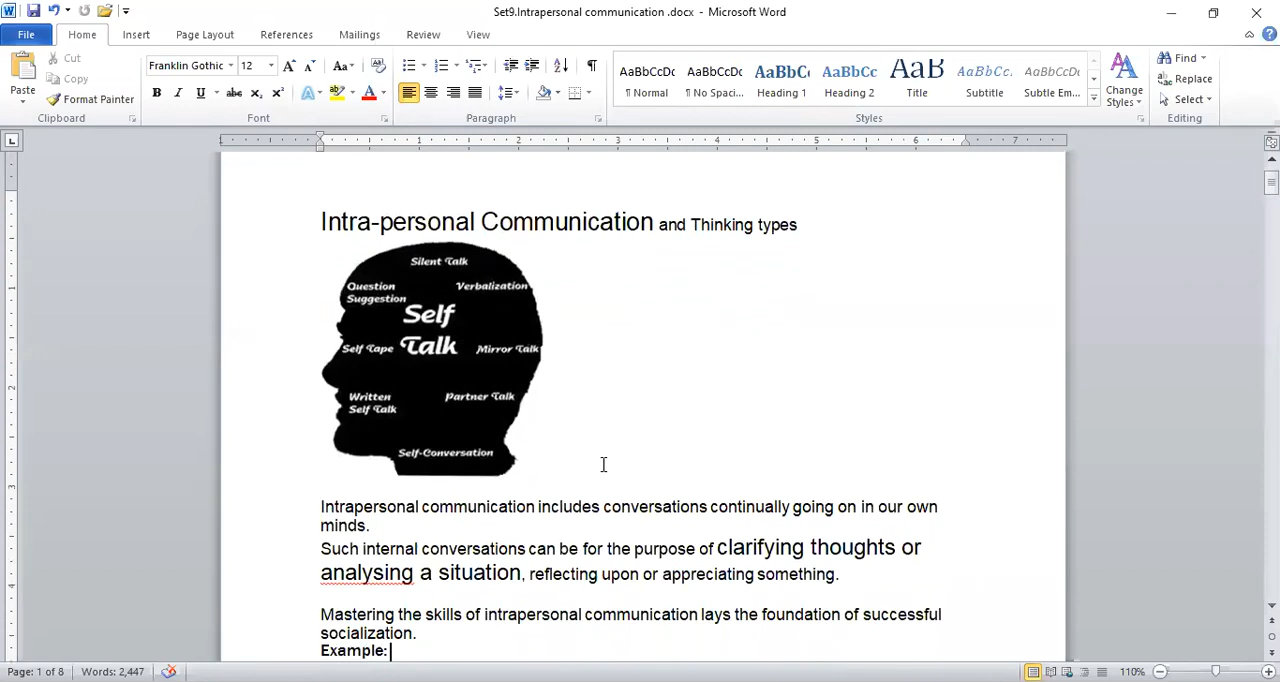 Set9.Intrapersonal communication .docx - Microsoft Word
File Home Insert Page Layout References Mailings Review View
Paste
Cut
Copy
Format Painter
Clipboard
Franklin Gothic 12
Font
Paragraph
AaBbCcDc AaBbCcDc AaBbCc AaBbCc AaB AaBbCc. AaBbCcDc
¶ Normal ¶ No Spaci... Heading 1 Heading 2 Title Subtitle Subtle Em...
Styles
Change
Styles
Find
Replace
Select
Editing
Intra-personal Communication and Thinking types
Silent Talk
Question
Suggestion
Verbalization
Self
Talk
Self Tape
Mirror Talk
Written
Self Talk
Partner Talk
Self-Conversation
Intrapersonal communication includes conversations continually going on in our own
minds.
Such internal conversations can be for the purpose of clarifying thoughts or
analysing a situation, reflecting upon or appreciating something.
Mastering the skills of intrapersonal communication lays the foundation of successful
socialization.
Example:
Page: 1 of 8 Words: 2,447 110%